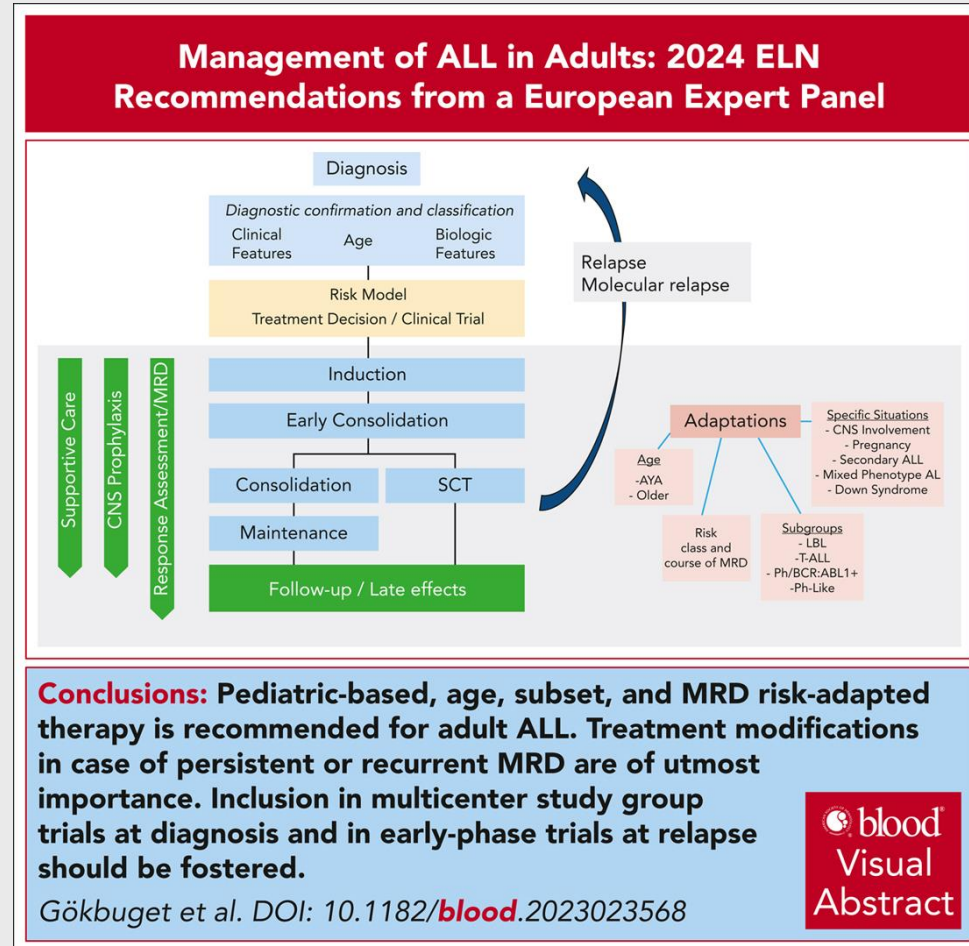 Management of ALL in Adults: 2024 ELN
Recommendations from a European Expert Panel
Diagnosis
Diagnostic confirmation and classification
Clinical
Features
Age
Biologic
Features
Risk Model
Treatment Decision / Clinical Trial
Relapse
Molecular relapse
Supportive Care
CNS Prophylaxis
Response Assessment/MRD
Induction
Early Consolidation
Consolidation
SCT
Maintenance
Follow-up / Late effects
Adaptations
Age
-AYA
- Older
Risk
class and
course of MRD
Subgroups
- LBL
-T-ALL
- Ph/BCR:ABL1+
-Ph-Like
Specific Situations
- CNS Involvement
- Pregnancy
- Secondary ALL
- Mixed Phenotype AL
- Down Syndrome
Conclusions: Pediatric-based, age, subset, and MRD risk-adapted
therapy is recommended for adult ALL. Treatment modifications
in case of persistent or recurrent MRD are of utmost
importance. Inclusion in multicenter study group
trials at diagnosis and in early-phase trials at relapse
should be fostered.
Gökbuget et al. DOI: 10.1182/blood.2023023568
blood®
Visual
Abstract